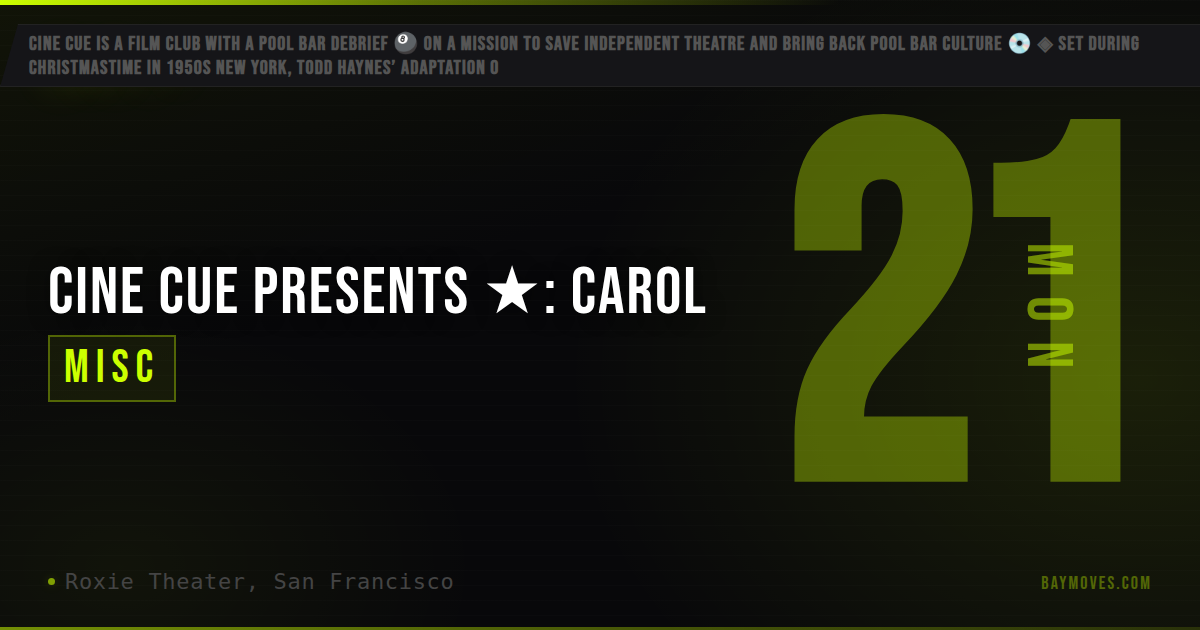 CINE CUE IS A FILM CLUB WITH A POOL BAR DEBRIEF 🎱 ON A MISSION TO SAVE INDEPENDENT THEATRE AND BRING BACK POOL BAR CULTURE 💿 ◈ SET DURING
CHRISTMASTIME IN 1950S NEW YORK, TODD HAYNES’ ADAPTATION O
21
MON
CINE CUE PRESENTS ★: CAROL
MISC
Roxie Theater, San Francisco
BAYMOVES.COM